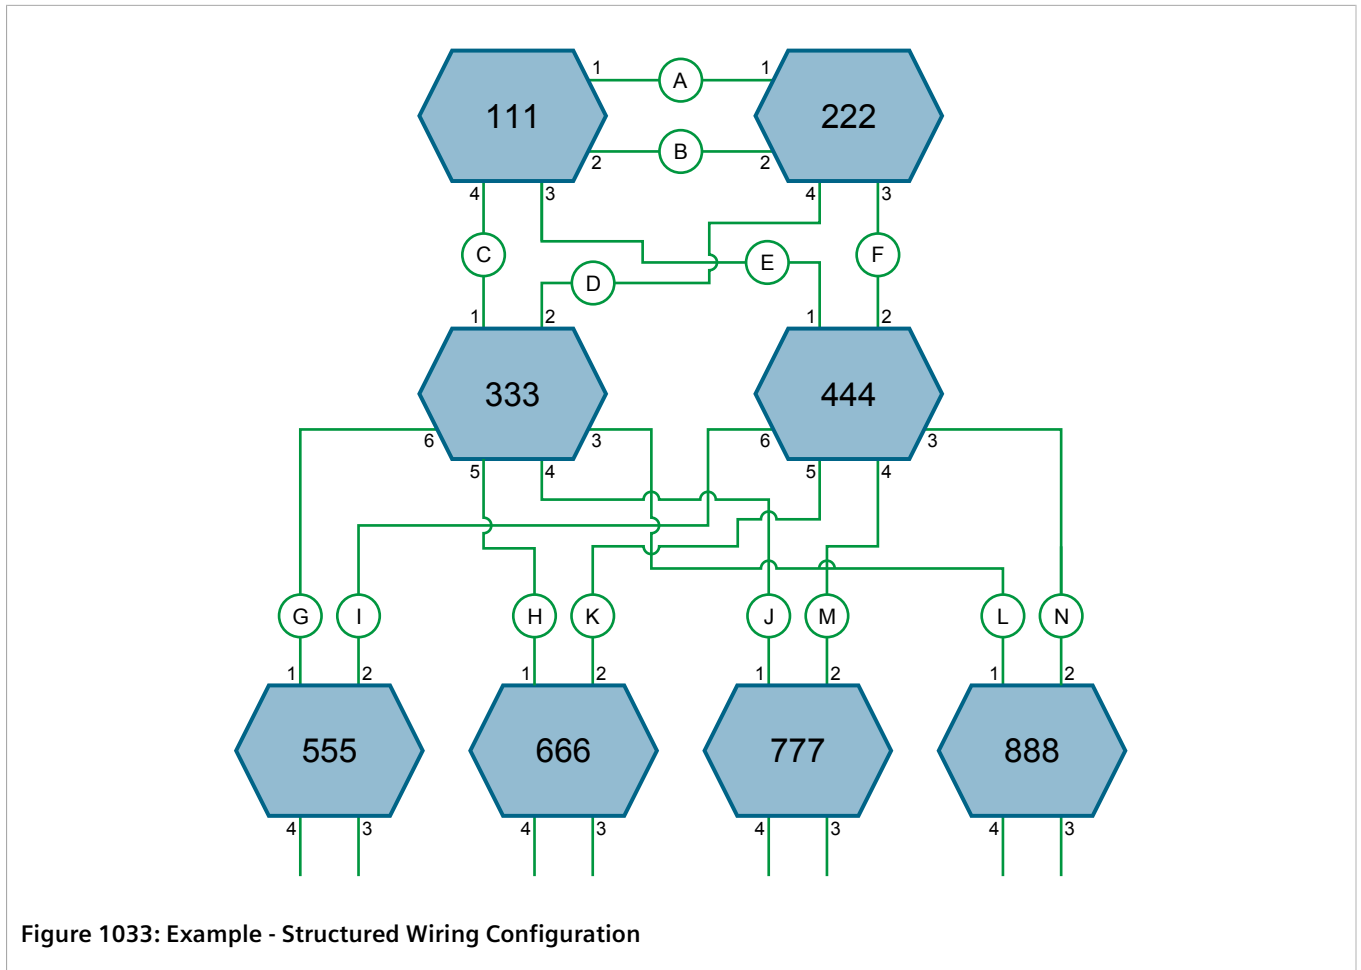 1 A 1
111 222
2 B 2
4 3 4 3
C E F
D
1 2 1 2
333 444
6 3 6 3
5 4 5 4
G I H K J M L N
1 2 1 2 1 2 1 2
555 666 777 888
4 3 4 3 4 3 4 3
Figure 1033: Example - Structured Wiring Configuration